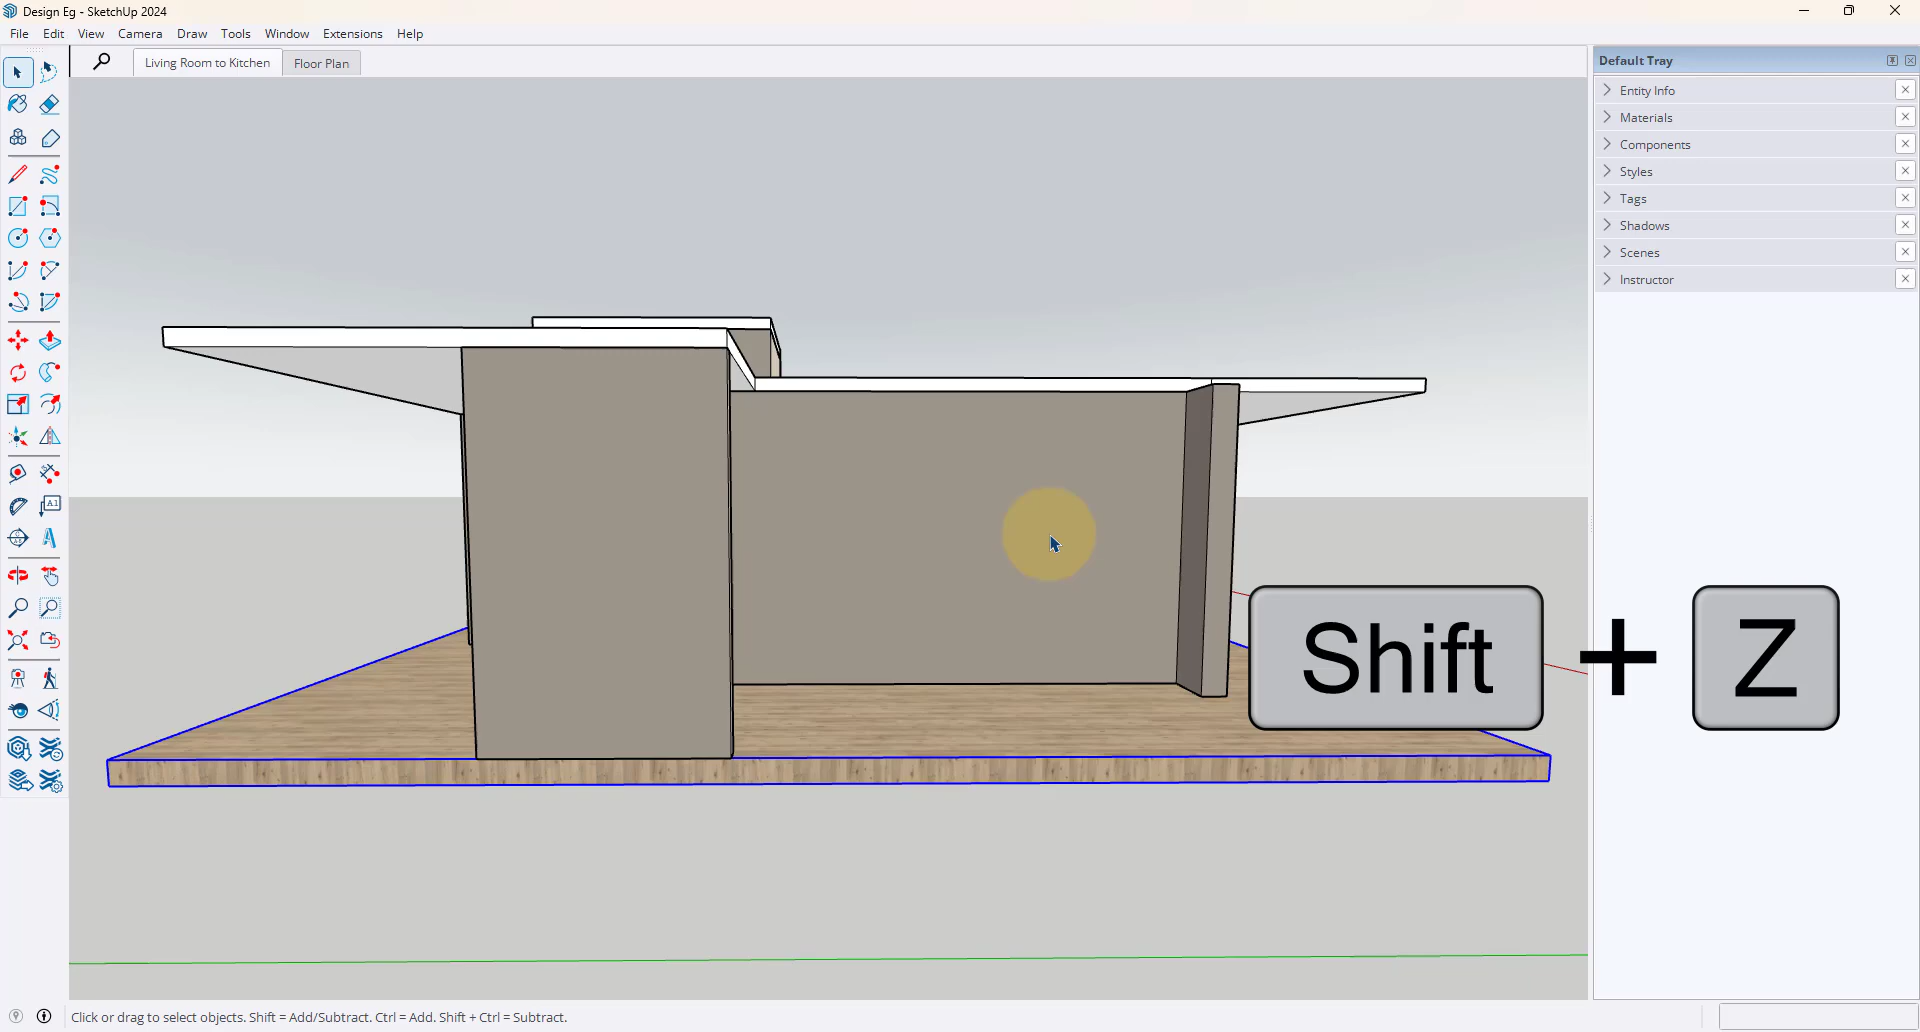 Design Eg - SketchUp 2024
File Edit View Camera Draw Tools Window Extensions Help
Living Room to Kitchen Floor Plan
Default Tray
Entity Info
Materials
Components
Styles
Tags
Shadows
Scenes
Instructor
A1
Shift + Z
Click or drag to select objects. Shift = Add/Subtract. Ctrl = Add. Shift + Ctrl = Subtract.